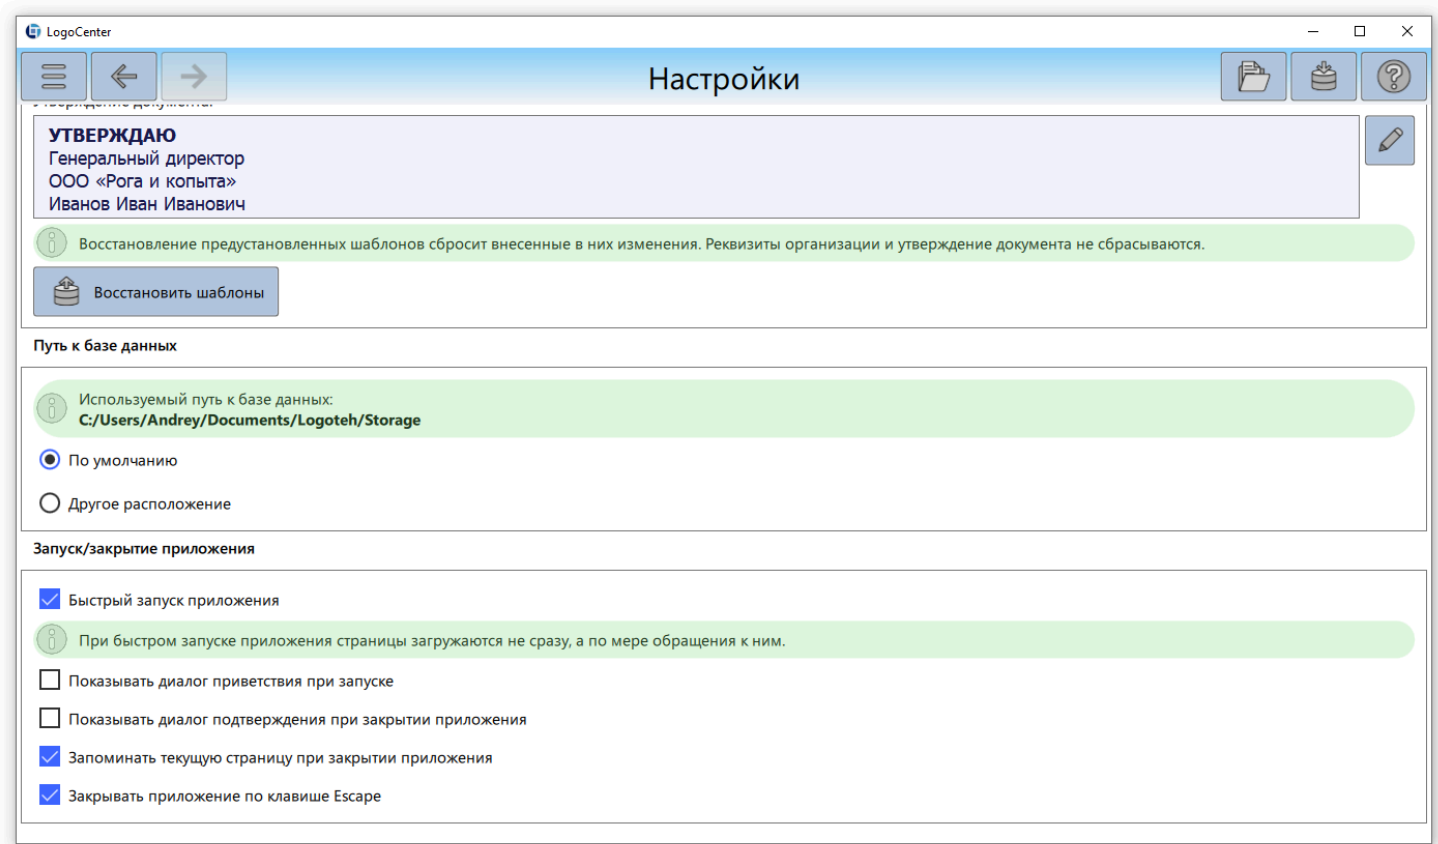 LogoCenter
Настройки
Утверждение документа:
УТВЕРЖДАЮ
Генеральный директор
ООО «Рога и копыта»
Иванов Иван Иванович
Восстановление предустановленных шаблонов сбросит внесенные в них изменения. Реквизиты организации и утверждение документа не сбрасываются.
Восстановить шаблоны
Путь к базе данных
Используемый путь к базе данных:
C:/Users/Andrey/Documents/Logoteh/Storage
По умолчанию
Другое расположение
Запуск/закрытие приложения
Быстрый запуск приложения
При быстром запуске приложения страницы загружаются не сразу, а по мере обращения к ним.
Показывать диалог приветствия при запуске
Показывать диалог подтверждения при закрытии приложения
Запоминать текущую страницу при закрытии приложения
Закрывать приложение по клавише Escape